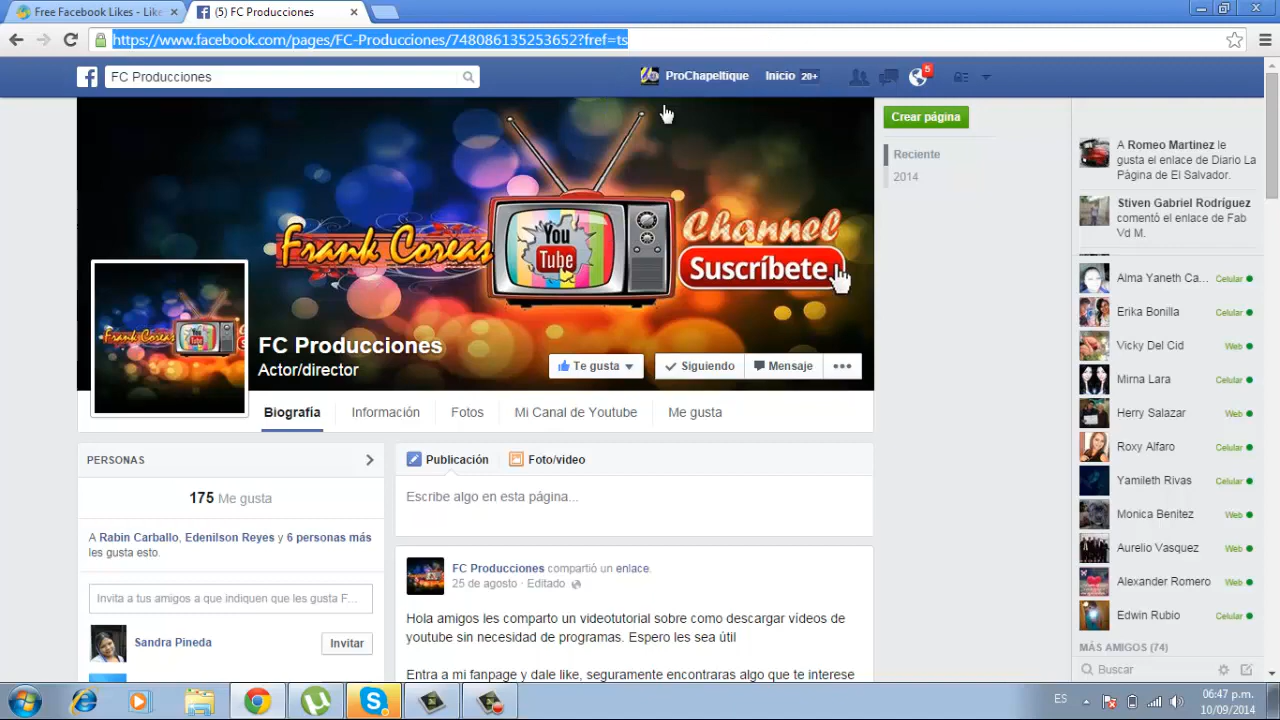 Free Facebook Likes - Like
(5) FC Producciones
https://www.facebook.com/pages/FC-Producciones/748086135253652?fref=ts
FC Producciones
ProChapeltique
Inicio 20+
5
Crear página
Reciente
2014
Frank Coreas
You
Tube
Channel
Suscríbete
Frank Coreas
You
Tube
FC Producciones
Actor/director
Te gusta
Siguiendo
Mensaje
Biografía
Información
Fotos
Mi Canal de Youtube
Me gusta
PERSONAS
175 Me gusta
A Rabin Carballo, Edenilson Reyes y 6 personas más
les gusta esto.
Invita a tus amigos a que indiquen que les gusta F...
Sandra Pineda
Invitar
Publicación
Foto/video
Escribe algo en esta página...
FC Producciones compartió un enlace.
25 de agosto · Editado
Hola amigos les comparto un videotutorial sobre como descargar vídeos de
youtube sin necesidad de programas. Espero les sea útil
Entra a mi fanpage y dale like, seguramente encontraras algo que te interese
A Romeo Martinez le
gusta el enlace de Diario La
Página de El Salvador.
Stiven Gabriel Rodríguez
comentó el enlace de Fab
Vd M.
Alma Yaneth Ca... Celular
Erika Bonilla Celular
Vicky Del Cid Web
Mirna Lara Celular
Herry Salazar Web
Roxy Alfaro Celular
Yamileth Rivas Celular
Monica Benitez Web
Aurelio Vasquez Web
Alexander Romero Web
Edwin Rubio Celular
MÁS AMIGOS (74)
Buscar
ES
06:47 p.m.
10/09/2014